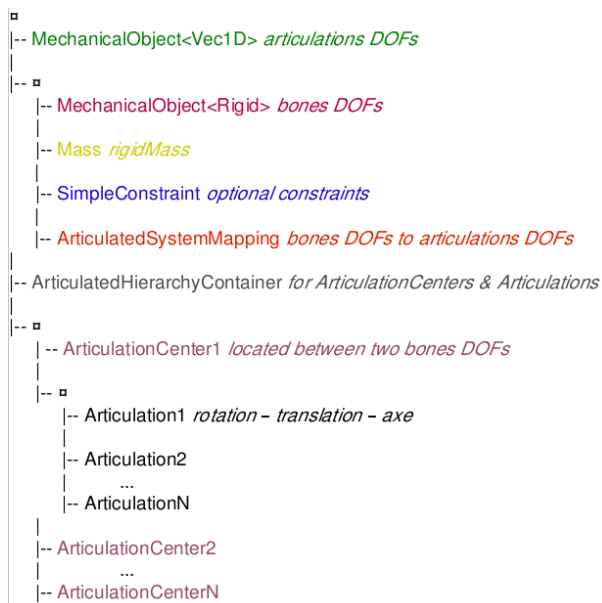 ¤
|-- MechanicalObject<Vec1D> articulations DOFs
|
|-- ¤
|-- MechanicalObject<Rigid> bones DOFs
|
|-- Mass rigidMass
|
|-- SimpleConstraint optional constraints
|
|-- ArticulatedSystemMapping bones DOFs to articulations DOFs
|
|-- ArticulatedHierarchyContainer for ArticulationCenters & Articulations
|
|-- ¤
| -- ArticulationCenter1 located between two bones DOFs
|
|-- ¤
|-- Articulation1 rotation – translation – axe
|
|-- Articulation2
| ...
|-- ArticulationN
|
|-- ArticulationCenter2
| ...
|-- ArticulationCenterN